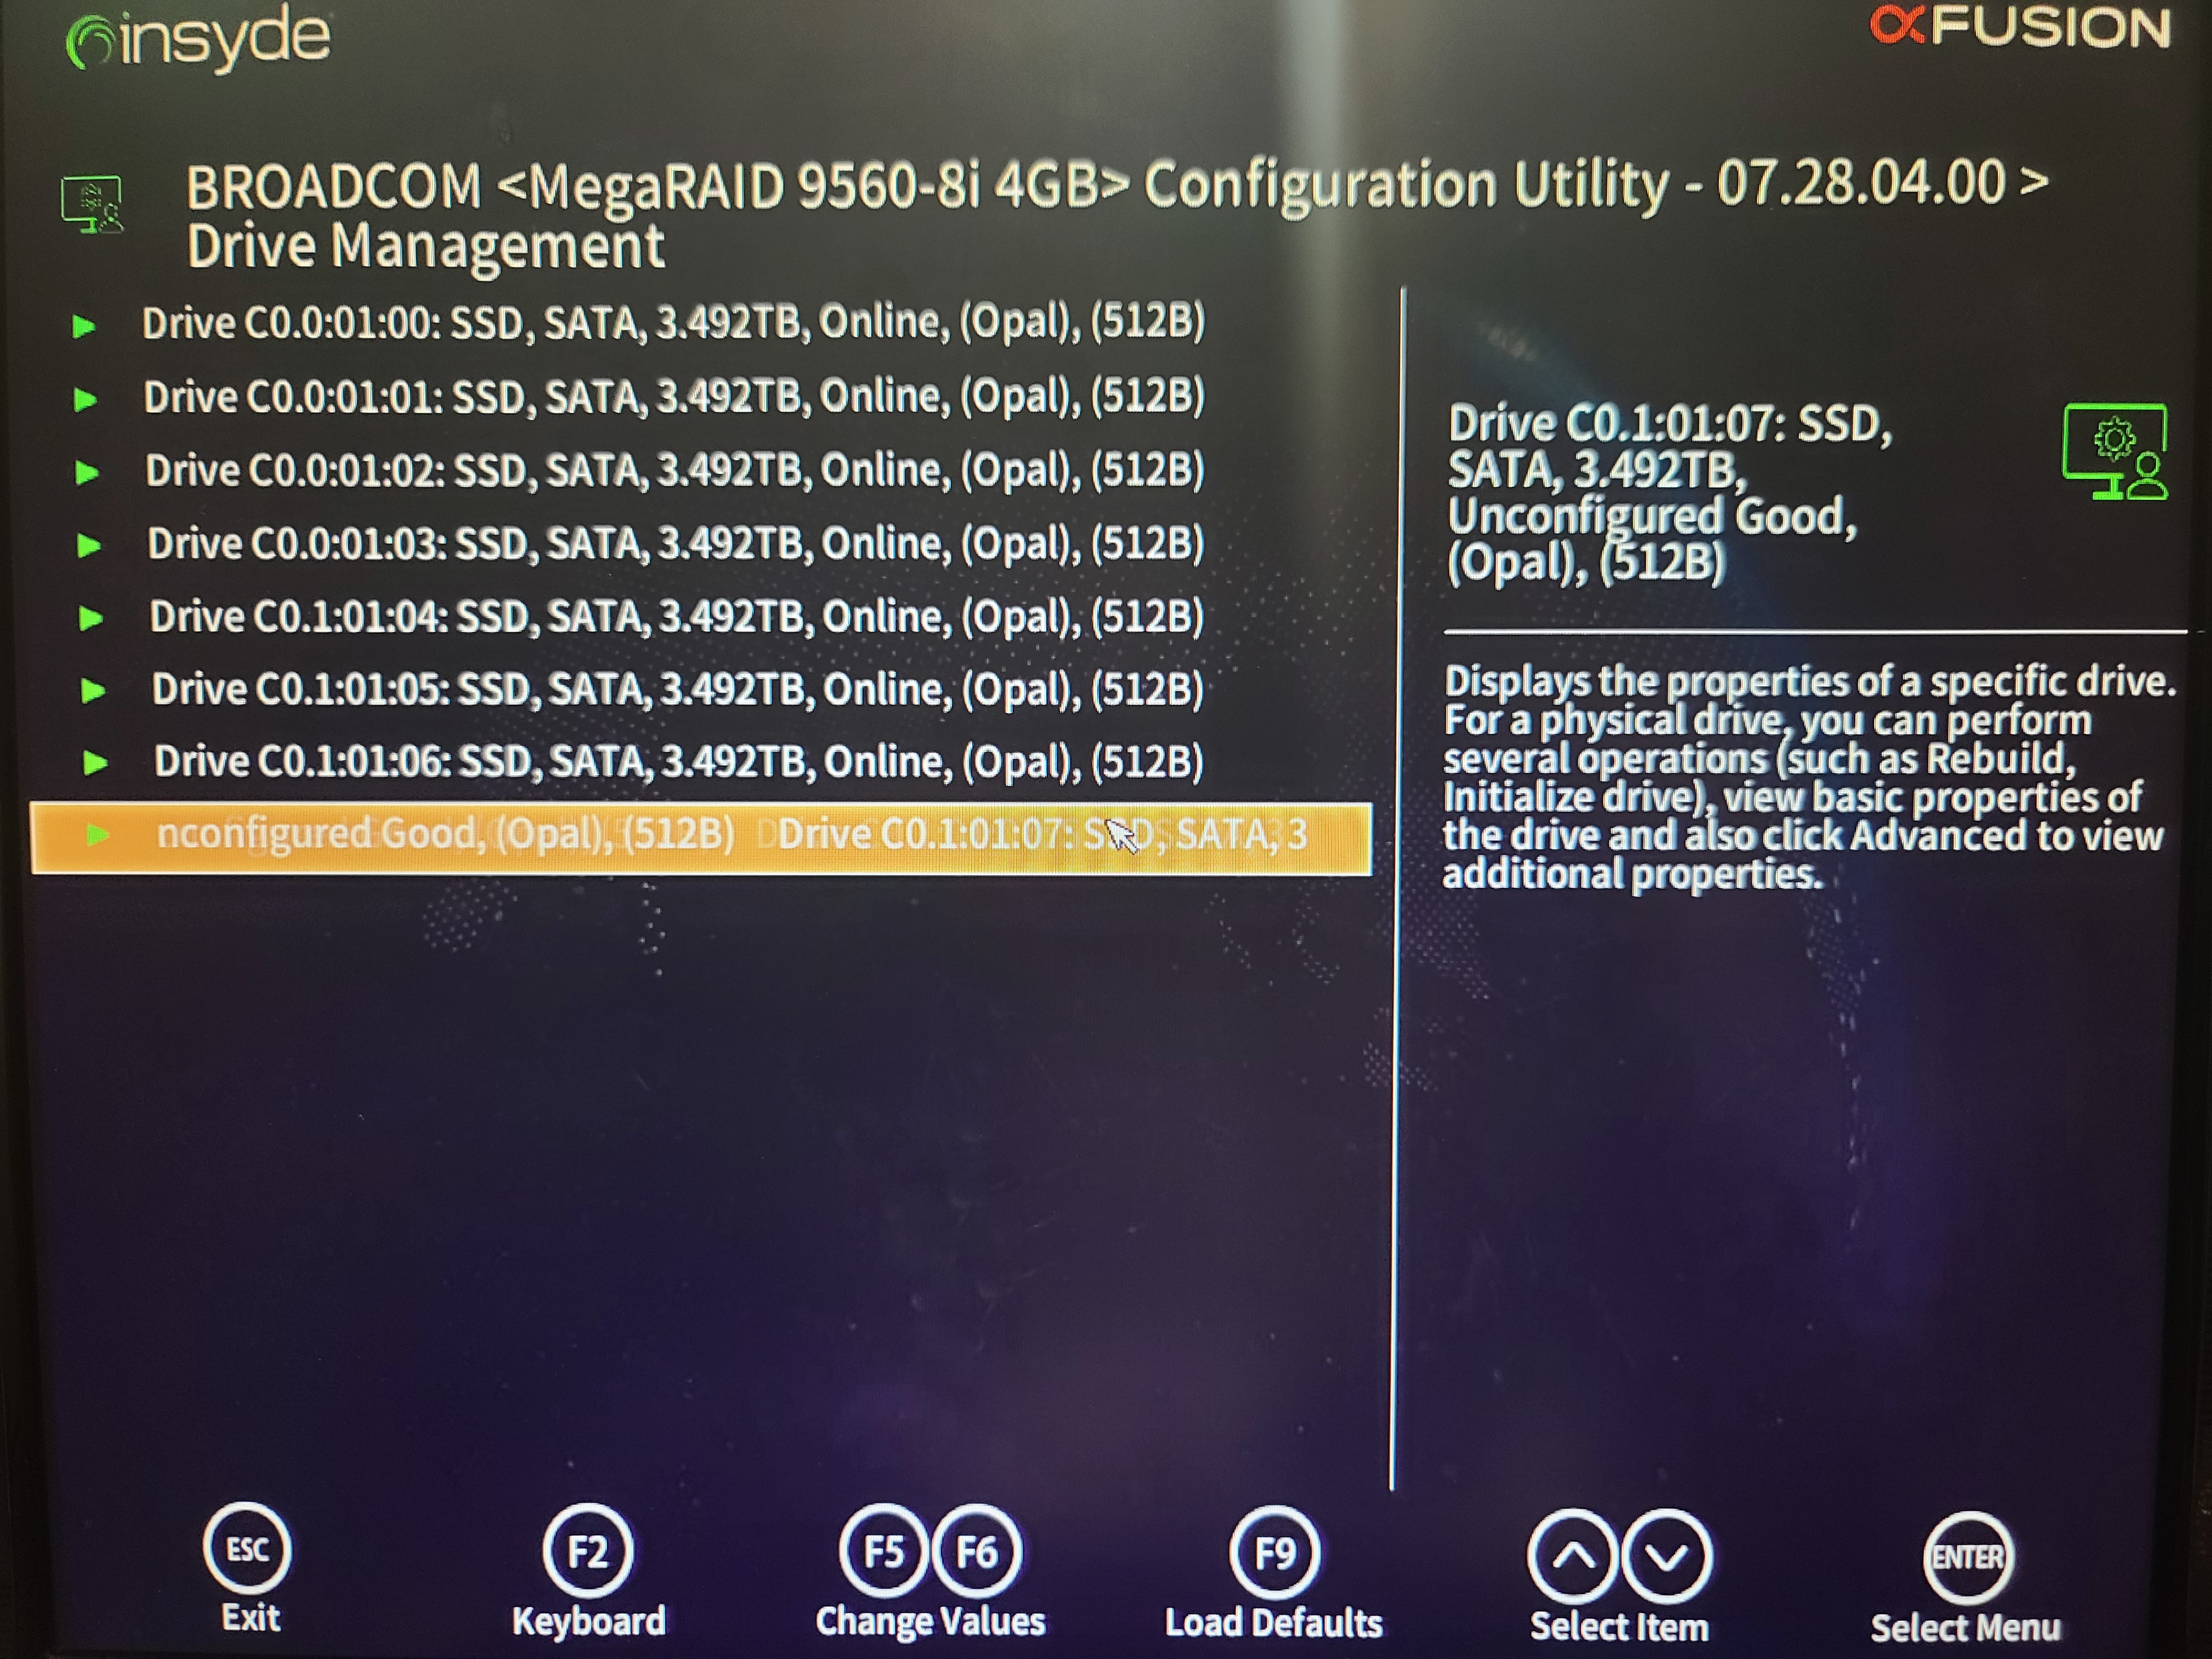 insyde
αFUSION
BROADCOM <MegaRAID 9560-8i 4GB> Configuration Utility - 07.28.04.00 >
Drive Management
Drive C0.0:01:00: SSD, SATA, 3.492TB, Online, (Opal), (512B)
Drive C0.0:01:01: SSD, SATA, 3.492TB, Online, (Opal), (512B)
Drive C0.0:01:02: SSD, SATA, 3.492TB, Online, (Opal), (512B)
Drive C0.0:01:03: SSD, SATA, 3.492TB, Online, (Opal), (512B)
Drive C0.1:01:04: SSD, SATA, 3.492TB, Online, (Opal), (512B)
Drive C0.1:01:05: SSD, SATA, 3.492TB, Online, (Opal), (512B)
Drive C0.1:01:06: SSD, SATA, 3.492TB, Online, (Opal), (512B)
nconfigured Good, (Opal), (512B) Drive C0.1:01:07: SSD, SATA, 3
Drive C0.1:01:07: SSD,
SATA, 3.492TB,
Unconfigured Good,
(Opal), (512B)
Displays the properties of a specific drive.
For a physical drive, you can perform
several operations (such as Rebuild,
Initialize drive), view basic properties of
the drive and also click Advanced to view
additional properties.
ESC
Exit
F2
Keyboard
F5 F6
Change Values
F9
Load Defaults
Select Item
ENTER
Select Menu